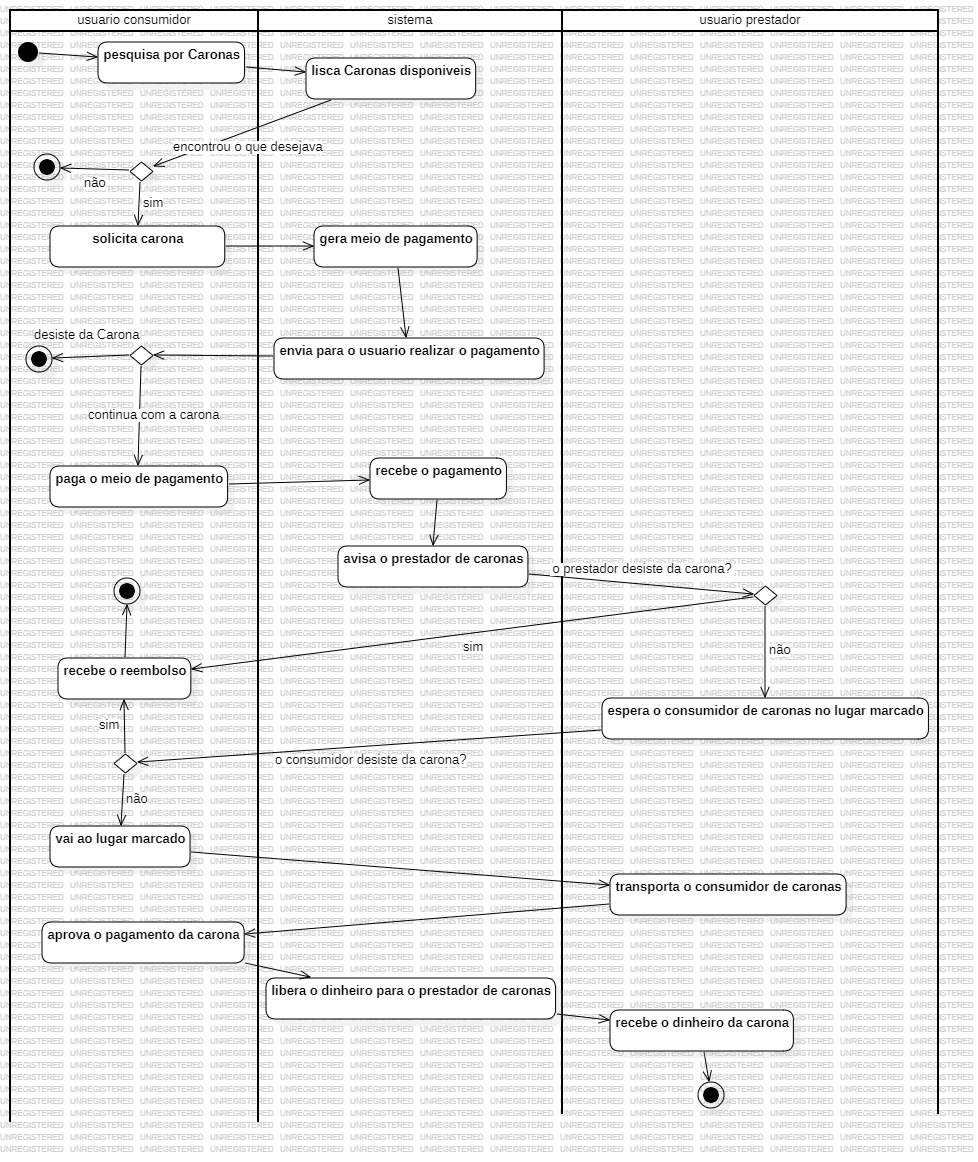 usuario consumidor
sistema
usuario prestador
pesquisa por Caronas
lisca Caronas disponiveis
encontrou o que desejava
não
sim
solicita carona
gera meio de pagamento
desiste da Carona
envia para o usuario realizar o pagamento
continua com a carona
paga o meio de pagamento
recebe o pagamento
avisa o prestador de caronas
o prestador desiste da carona?
sim
não
recebe o reembolso
espera o consumidor de caronas no lugar marcado
sim
o consumidor desiste da carona?
não
vai ao lugar marcado
transporta o consumidor de caronas
aprova o pagamento da carona
libera o dinheiro para o prestador de caronas
recebe o dinheiro da carona
UNREGISTERED